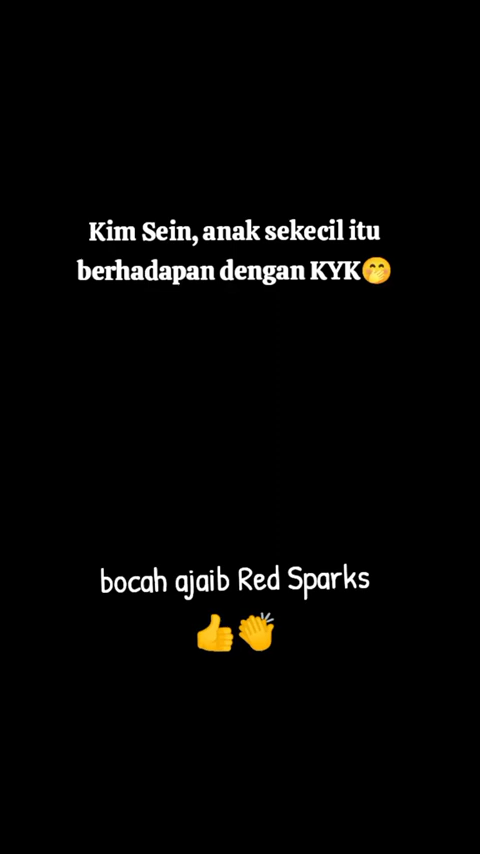 Kim Sein, anak sekecil itu
berhadapan dengan KYK🤭
bocah ajaib Red Sparks
👍👏